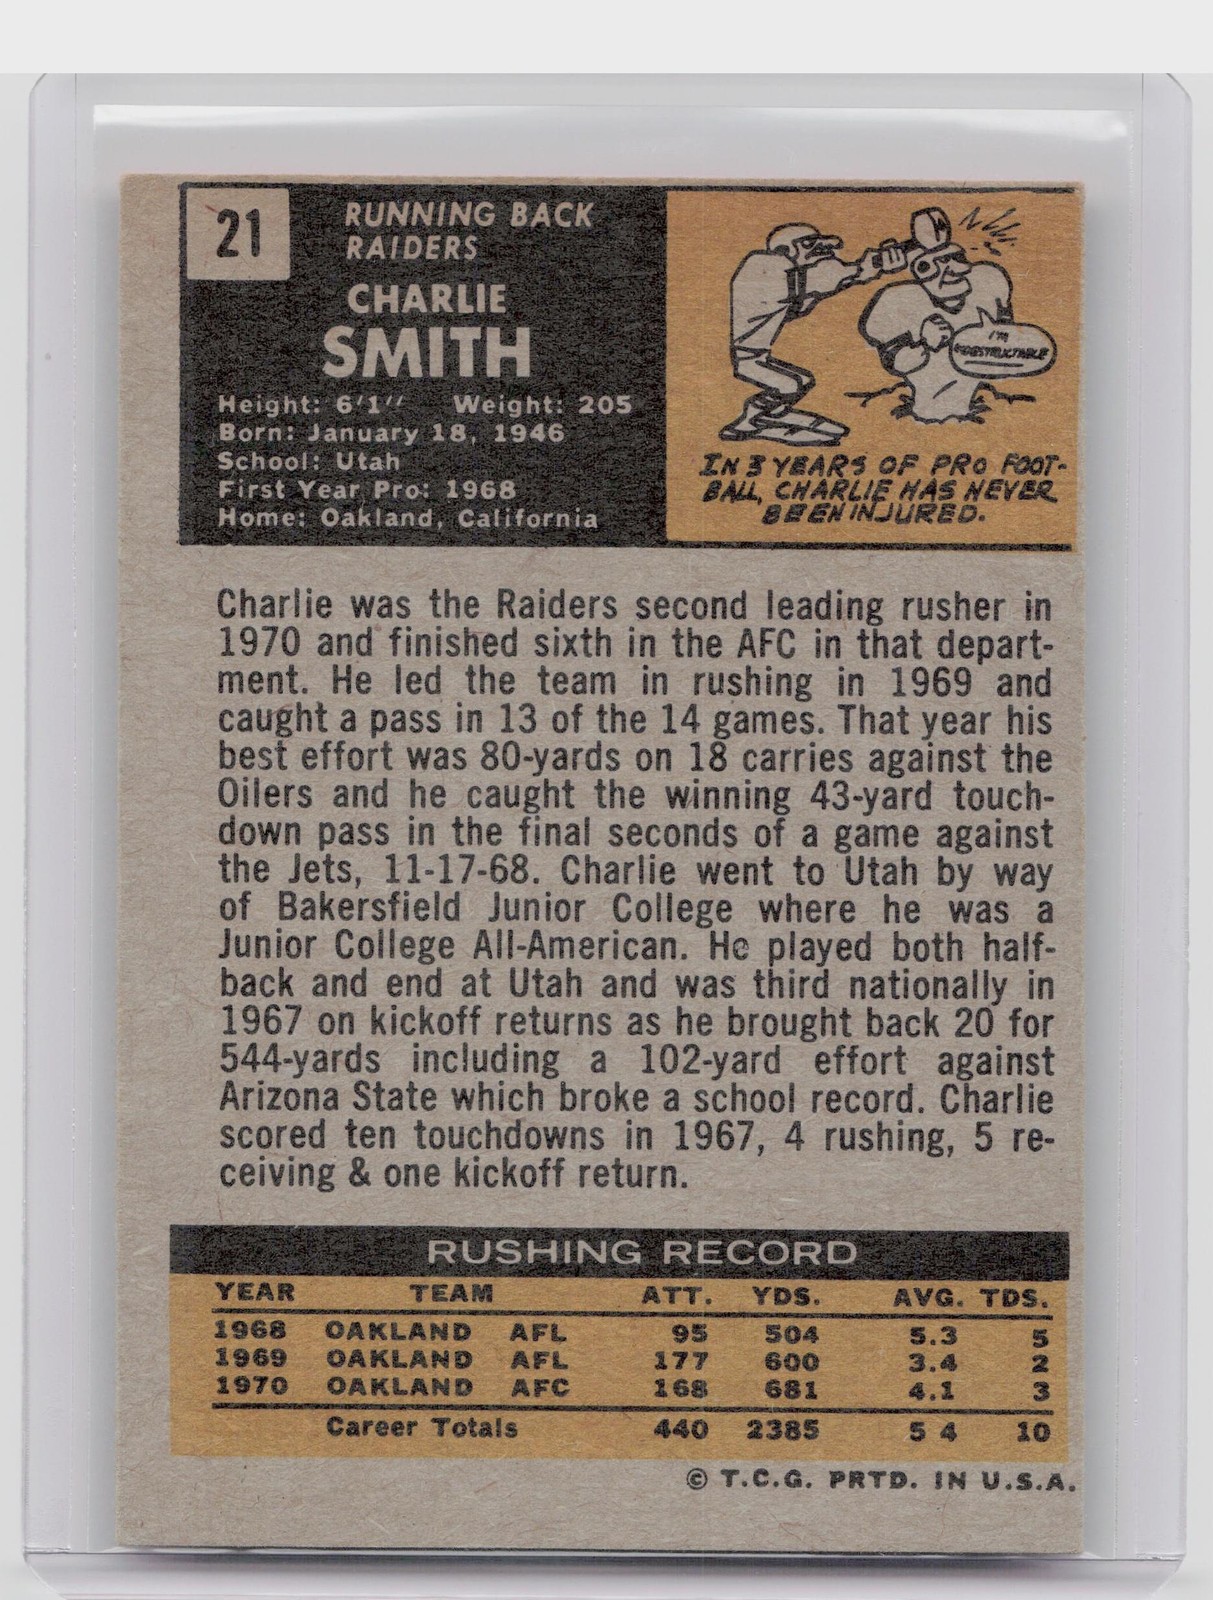 21
RUNNING BACK
RAIDERS
CHARLIE
SMITH
Height: 6'1'' Weight: 205
Born: January 18, 1946
School: Utah
First Year Pro: 1968
Home: Oakland, California
I'M
INDESTRUCTABLE
IN 3 YEARS OF PRO FOOT-
BALL, CHARLIE HAS NEVER
BEEN INJURED.
Charlie was the Raiders second leading rusher in
1970 and finished sixth in the AFC in that depart-
ment. He led the team in rushing in 1969 and
caught a pass in 13 of the 14 games. That year his
best effort was 80-yards on 18 carries against the
Oilers and he caught the winning 43-yard touch-
down pass in the final seconds of a game against
the Jets, 11-17-68. Charlie went to Utah by way
of Bakersfield Junior College where he was a
Junior College All-American. He played both half-
back and end at Utah and was third nationally in
1967 on kickoff returns as he brought back 20 for
544-yards including a 102-yard effort against
Arizona State which broke a school record. Charlie
scored ten touchdowns in 1967, 4 rushing, 5 re-
ceiving & one kickoff return.
RUSHING RECORD
YEAR TEAM ATT. YDS. AVG. TDS.
1968 OAKLAND AFL 95 504 5.3 5
1969 OAKLAND AFL 177 600 3.4 2
1970 OAKLAND AFC 168 681 4.1 3
Career Totals 440 2385 5 4 10
© T.C.G. PRTD. IN U.S.A.